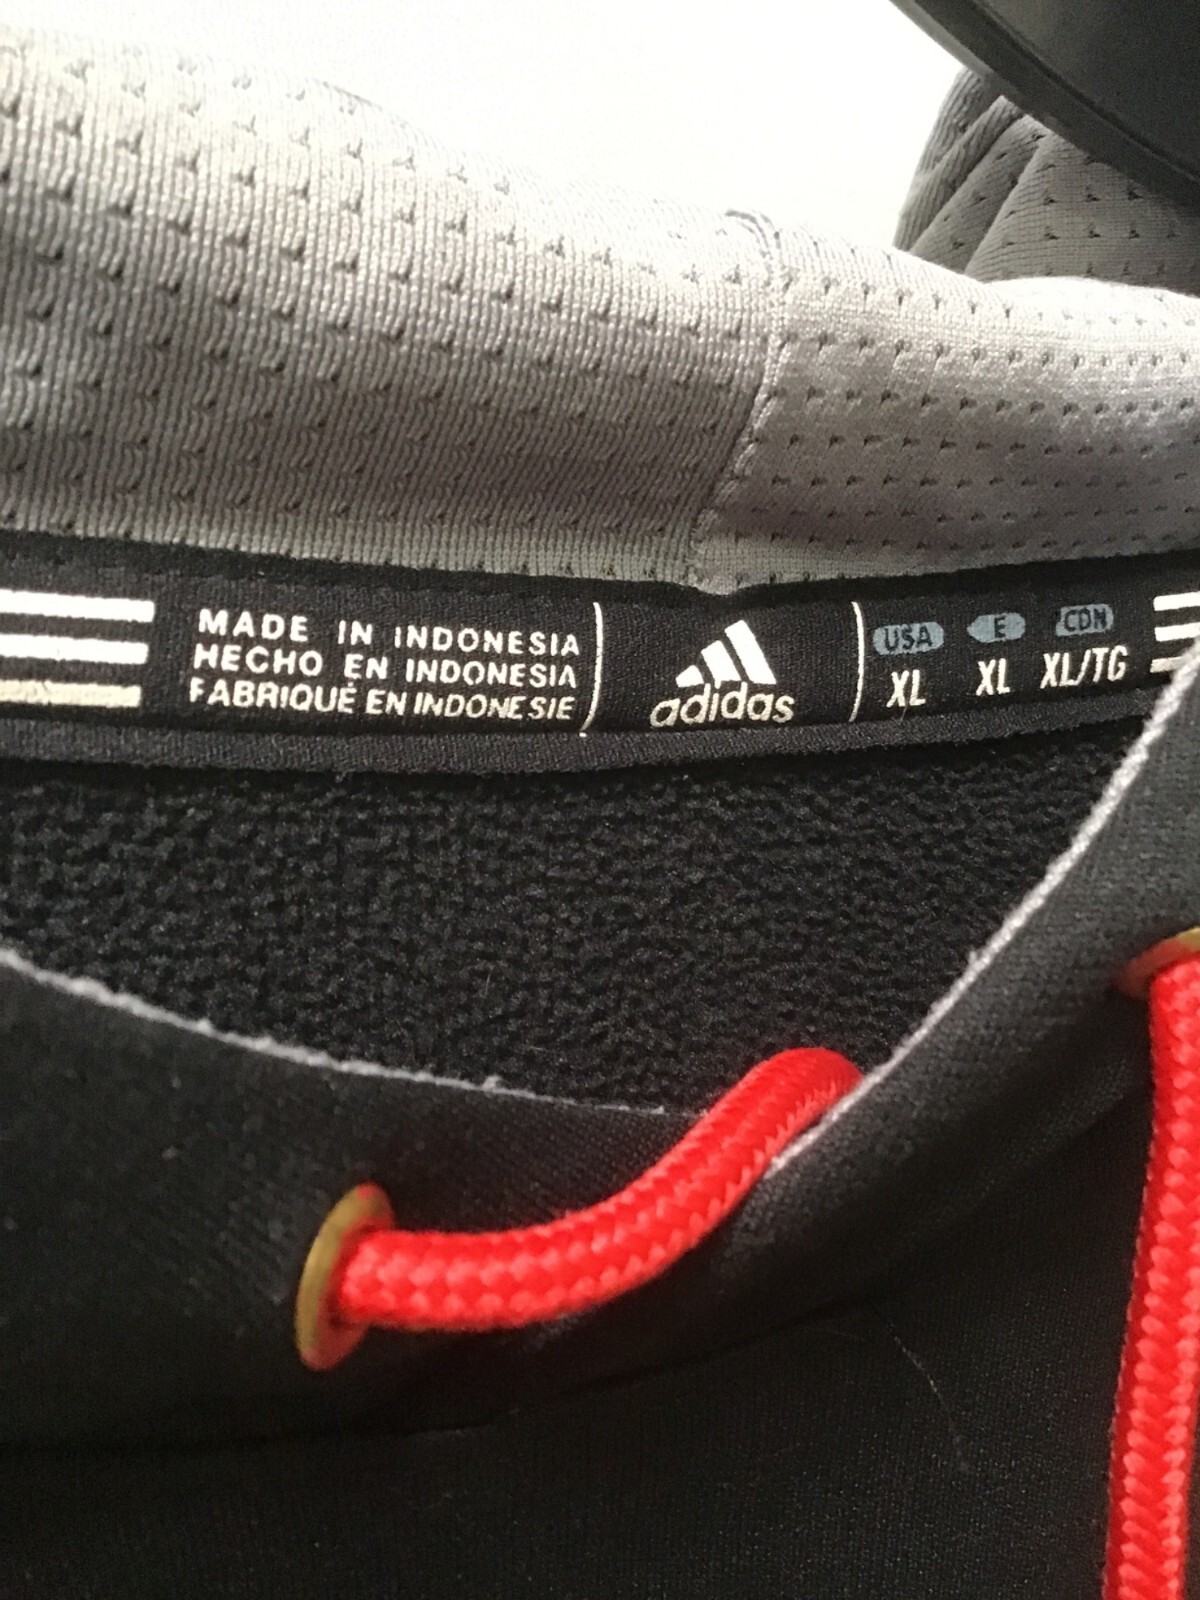 MADE IN INDONESIA
HECHO EN INDONESIA
FABRIQUÉ EN INDONESIE
adidas
USA E CDN
XL XL XL/TG